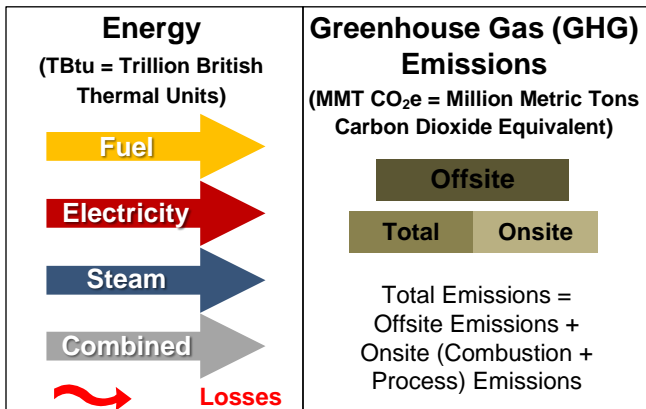 Energy
(TBtu = Trillion British
Thermal Units)
Fuel
Electricity
Steam
Combined
Losses
Greenhouse Gas (GHG)
Emissions
(MMT CO₂e = Million Metric Tons
Carbon Dioxide Equivalent)
Offsite
Total Onsite
Total Emissions =
Offsite Emissions +
Onsite (Combustion +
Process) Emissions